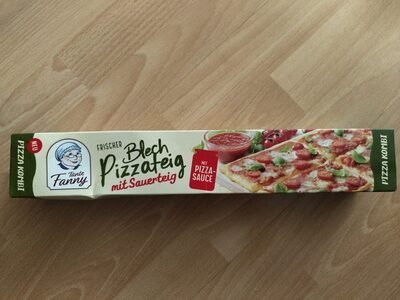 PIZZA KOMBI
NEU
Tante
Fanny
FRISCHER
Blech
Pizzateig
mit Sauerteig
MIT
PIZZA-
SAUCE
PIZZA KOMBI